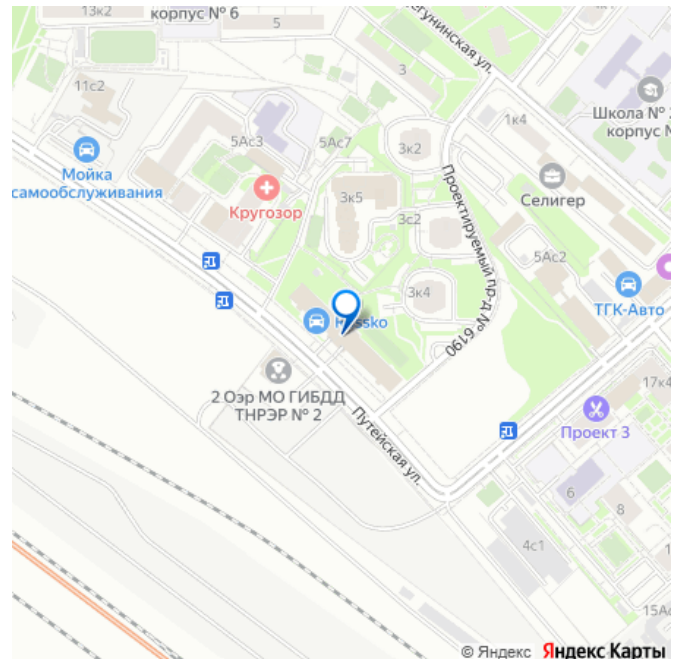 13к2
корпус № 6
5
егунинская ул.
3
11с2
5Ас3
5Ас7
3к2
1к4
Школа №
корпус №
Мойка
самообслуживания
Кругозор
3к5
3с2
Проектируемый пр-д № 6190
Селигер
5Ас2
3к4
ТГК-Авто
2 Оэр МО ГИБДД
ТНРЭР № 2
Путейская ул.
17к4
Проект 3
6
8
4с1
15А
© Яндекс Яндекс Карты